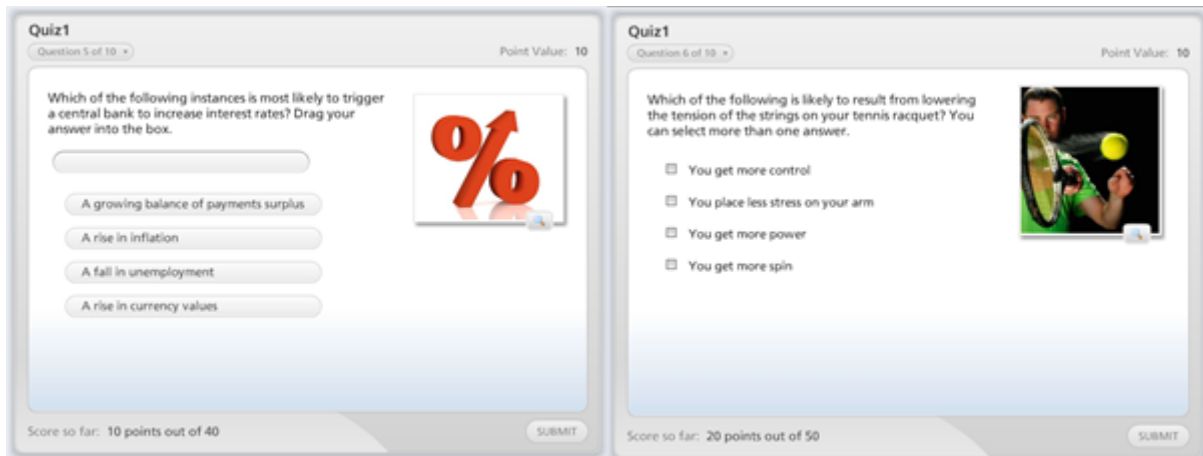 Quiz1
Question 5 of 10
Point Value: 10
Which of the following instances is most likely to trigger
a central bank to increase interest rates? Drag your
answer into the box.
%
A growing balance of payments surplus
A rise in inflation
A fall in unemployment
A rise in currency values
Score so far: 10 points out of 40
SUBMIT
Quiz1
Question 6 of 10
Point Value: 10
Which of the following is likely to result from lowering
the tension of the strings on your tennis racquet? You
can select more than one answer.
You get more control
You place less stress on your arm
You get more power
You get more spin
Score so far: 20 points out of 50
SUBMIT